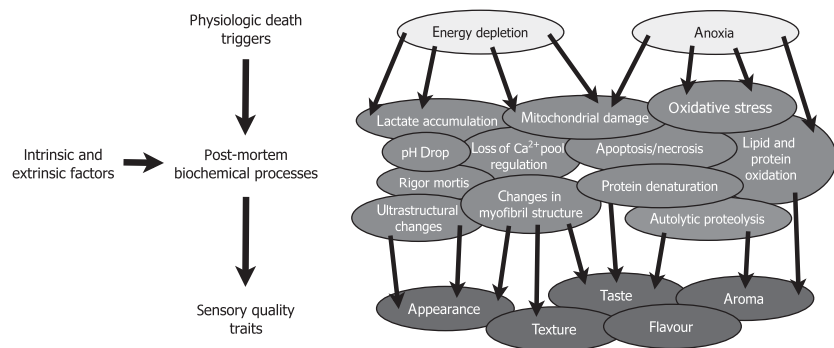 Physiologic death
triggers
Intrinsic and
extrinsic factors
Post-mortem
biochemical processes
Sensory quality
traits
Energy depletion
Anoxia
Lactate accumulation
Mitochondrial damage
Oxidative stress
pH Drop
Loss of Ca²⁺ pool
regulation
Apoptosis/necrosis
Lipid and
protein
oxidation
Rigor mortis
Changes in
myofibril structure
Protein denaturation
Ultrastructural
changes
Autolytic proteolysis
Appearance
Texture
Taste
Flavour
Aroma